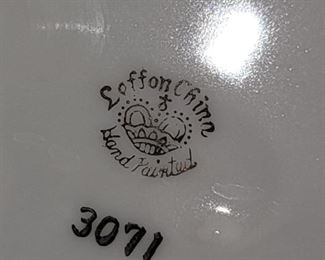 Lefton China
Hand Painted
3071